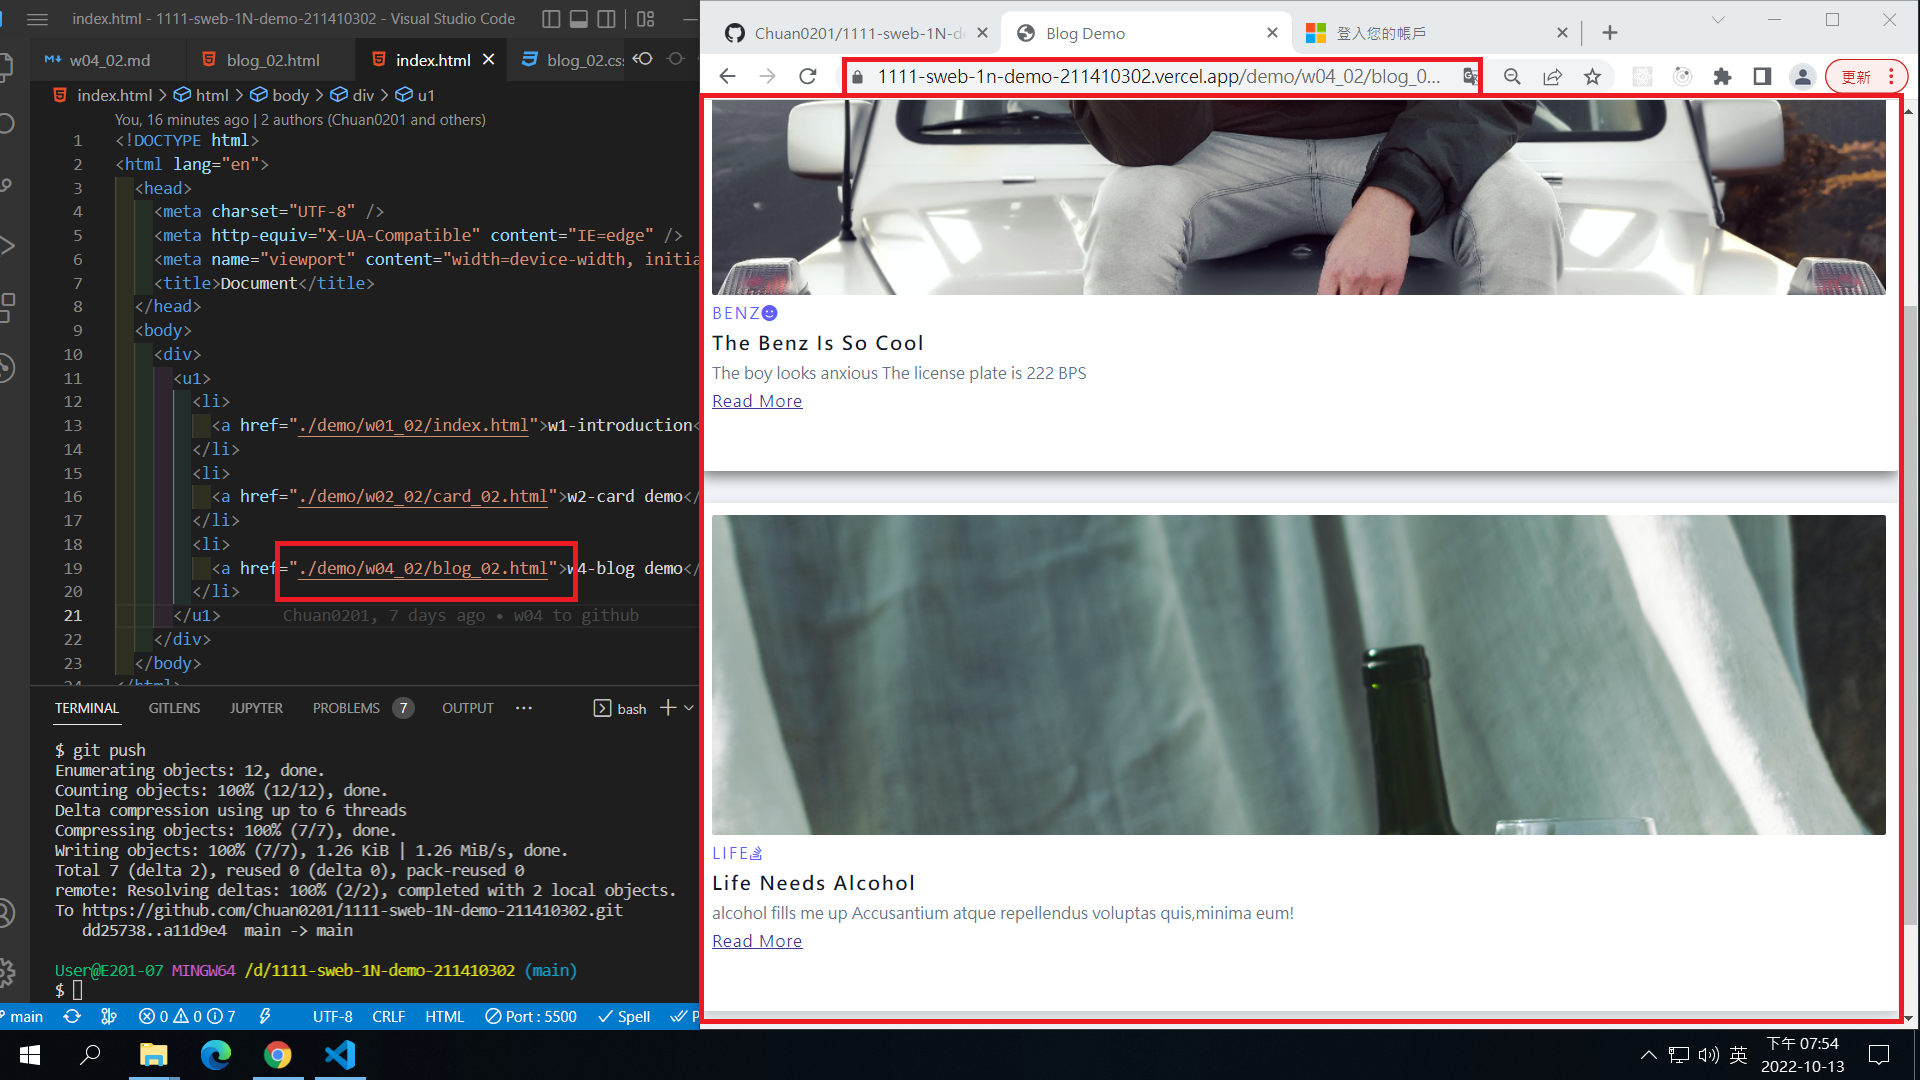 index.html - 1111-sweb-1N-demo-211410302 - Visual Studio Code
w04_02.md
blog_02.html
index.html
blog_02.cs
index.html > html > body > div > u1
You, 16 minutes ago | 2 authors (Chuan0201 and others)
1 <!DOCTYPE html>
2 <html lang="en">
3 <head>
4 <meta charset="UTF-8" />
5 <meta http-equiv="X-UA-Compatible" content="IE=edge" />
6 <meta name="viewport" content="width=device-width, initia
7 <title>Document</title>
8 </head>
9 <body>
10 <div>
11 <u1>
12 <li>
13 <a href="./demo/w01_02/index.html">w1-introduction<
14 </li>
15 <li>
16 <a href="./demo/w02_02/card_02.html">w2-card demo</
17 </li>
18 <li>
19 <a href="./demo/w04_02/blog_02.html">w4-blog demo</
20 </li>
21 </u1> Chuan0201, 7 days ago • w04 to github
22 </div>
23 </body>
24 </html>
TERMINAL GITLENS JUPYTER PROBLEMS 7 OUTPUT ··· bash
$ git push
Enumerating objects: 12, done.
Counting objects: 100% (12/12), done.
Delta compression using up to 6 threads
Compressing objects: 100% (7/7), done.
Writing objects: 100% (7/7), 1.26 KiB | 1.26 MiB/s, done.
Total 7 (delta 2), reused 0 (delta 0), pack-reused 0
remote: Resolving deltas: 100% (2/2), completed with 2 local objects.
To https://github.com/Chuan0201/1111-sweb-1N-demo-211410302.git
dd25738..a11d9e4 main -> main
User@E201-07 MINGW64 /d/1111-sweb-1N-demo-211410302 (main)
$
main 0 0 7 UTF-8 CRLF HTML Port : 5500 Spell P
Chuan0201/1111-sweb-1N-de
Blog Demo
登入您的帳戶
1111-sweb-1n-demo-211410302.vercel.app/demo/w04_02/blog_0...
更新
BENZ
The Benz Is So Cool
The boy looks anxious The license plate is 222 BPS
Read More
LIFE
Life Needs Alcohol
alcohol fills me up Accusantium atque repellendus voluptas quis,minima eum!
Read More
英
下午 07:54
2022-10-13